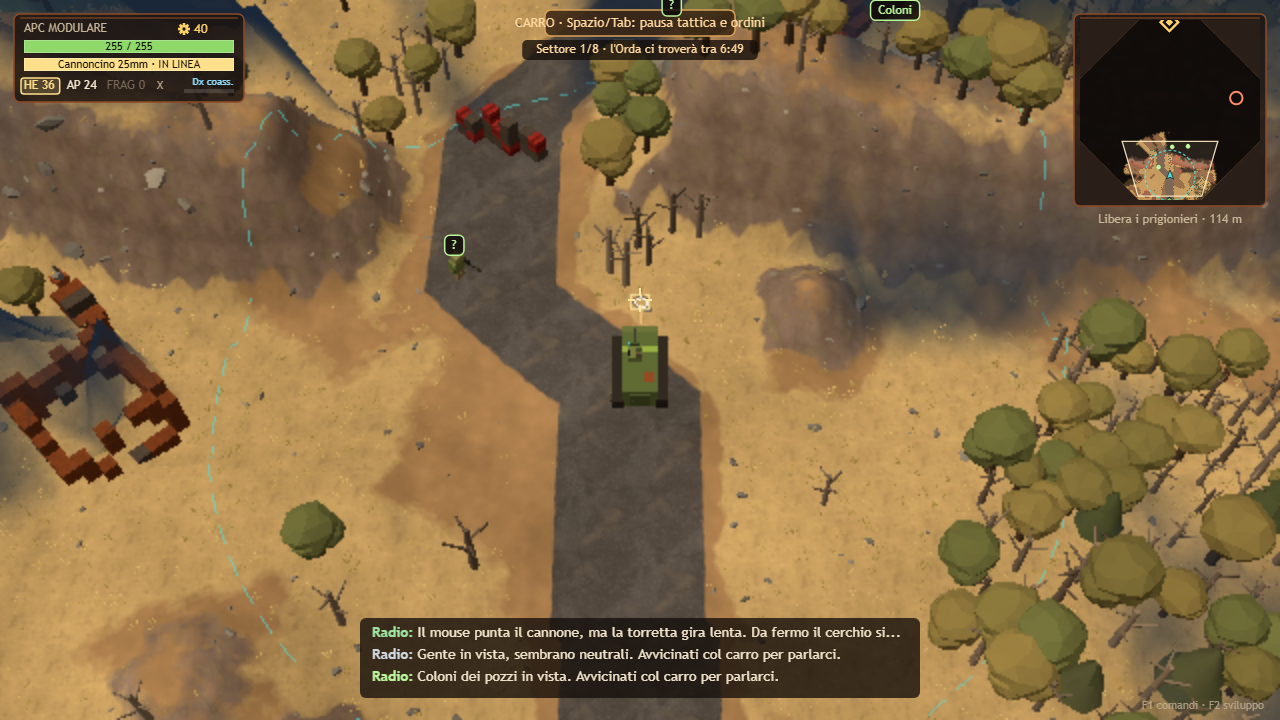 APC MODULARE
40
255 / 255
Cannoncino 25mm · IN LINEA
HE 36
AP 24
FRAG 0
X
Dx coass.
?
CARRO · Spazio/Tab: pausa tattica e ordini
Settore 1/8 · l'Orda ci troverà tra 6:49
Coloni
Libera i prigionieri · 114 m
?
Radio: Il mouse punta il cannone, ma la torretta gira lenta. Da fermo il cerchio si...
Radio: Gente in vista, sembrano neutrali. Avvicinati col carro per parlarci.
Radio: Coloni dei pozzi in vista. Avvicinati col carro per parlarci.
F1 comandi · F2 sviluppo